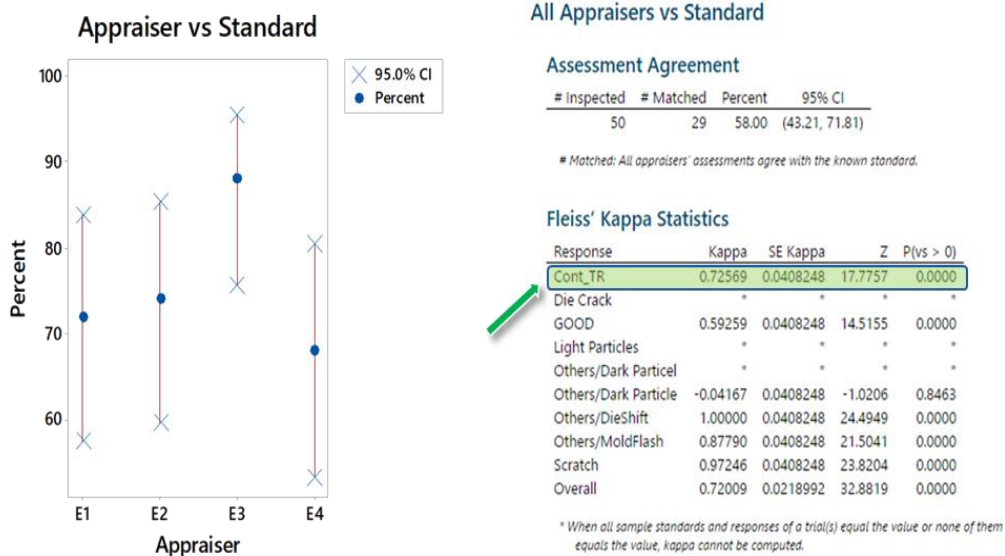 Appraiser vs Standard
100
90
80
70
60
Percent
E1 E2 E3 E4
Appraiser
95.0% CI
Percent
All Appraisers vs Standard
Assessment Agreement
# Inspected # Matched Percent 95% CI
50 29 58.00 (43.21, 71.81)
# Matched: All appraisers' assessments agree with the known standard.
Fleiss' Kappa Statistics
Response Kappa SE Kappa Z P(vs > 0)
Cont_TR 0.72569 0.0408248 17.7757 0.0000
Die Crack * * * *
GOOD 0.59259 0.0408248 14.5155 0.0000
Light Particles * * * *
Others/Dark Particel * * * *
Others/Dark Particle -0.04167 0.0408248 -1.0206 0.8463
Others/DieShift 1.00000 0.0408248 24.4949 0.0000
Others/MoldFlash 0.87790 0.0408248 21.5041 0.0000
Scratch 0.97246 0.0408248 23.8204 0.0000
Overall 0.72009 0.0218992 32.8819 0.0000
* When all sample standards and responses of a trial(s) equal the value or none of them
equals the value, kappa cannot be computed.